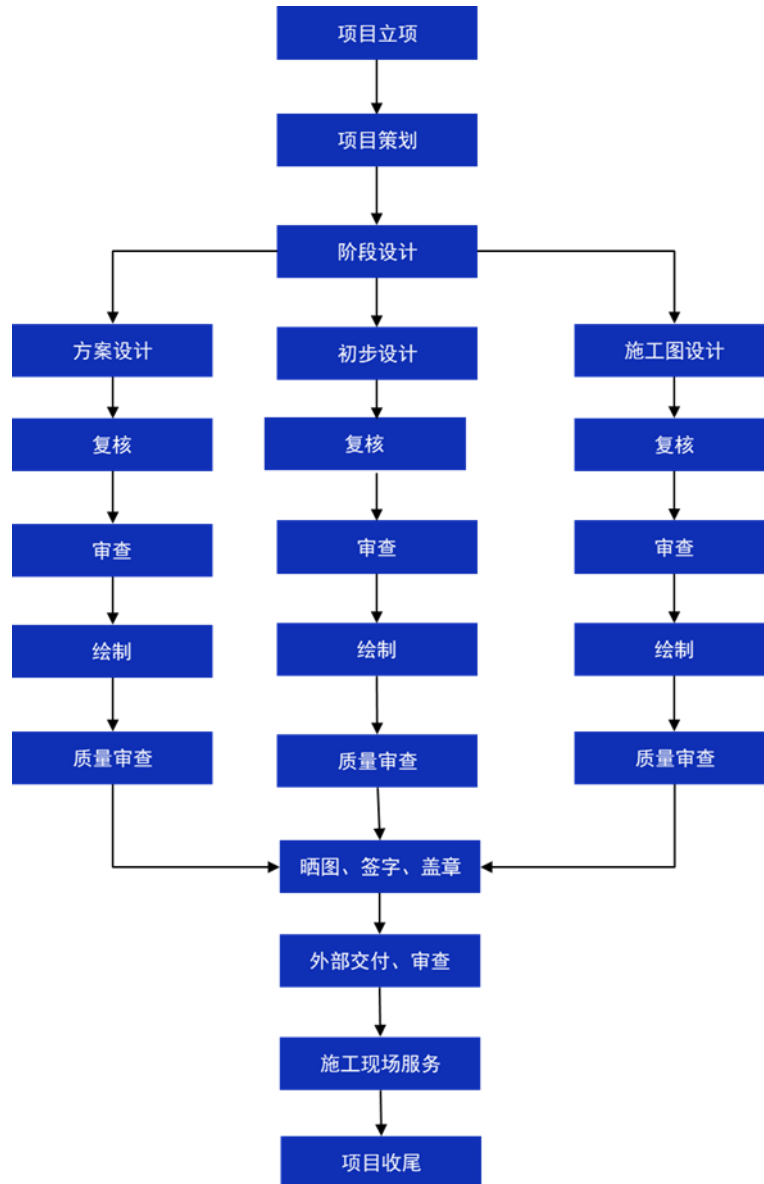 项目立项
项目策划
阶段设计
方案设计
初步设计
施工图设计
复核
复核
复核
审查
审查
审查
绘制
绘制
绘制
质量审查
质量审查
质量审查
晒图、签字、盖章
外部交付、审查
施工现场服务
项目收尾